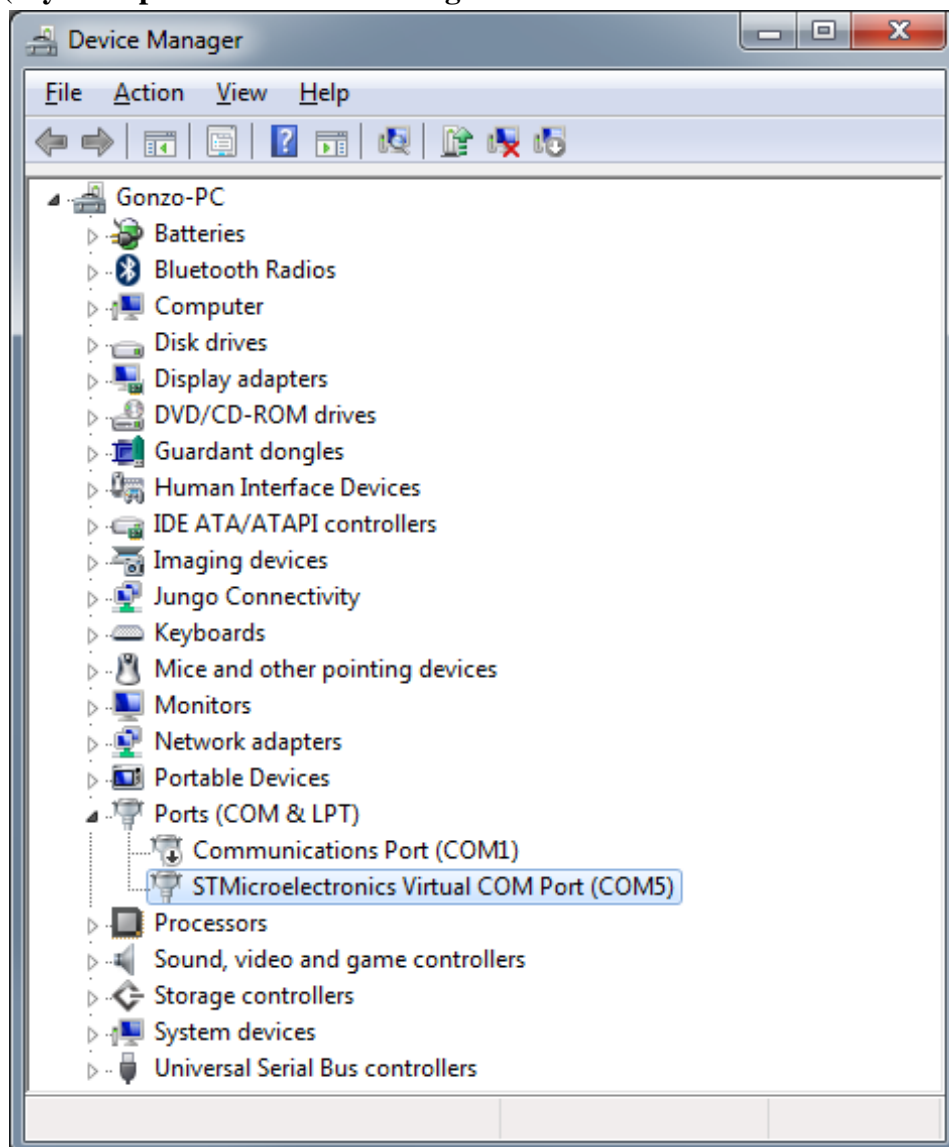 Device Manager
File Action View Help
Gonzo-PC
Batteries
Bluetooth Radios
Computer
Disk drives
Display adapters
DVD/CD-ROM drives
Guardant dongles
Human Interface Devices
IDE ATA/ATAPI controllers
Imaging devices
Jungo Connectivity
Keyboards
Mice and other pointing devices
Monitors
Network adapters
Portable Devices
Ports (COM & LPT)
Communications Port (COM1)
STMicroelectronics Virtual COM Port (COM5)
Processors
Sound, video and game controllers
Storage controllers
System devices
Universal Serial Bus controllers